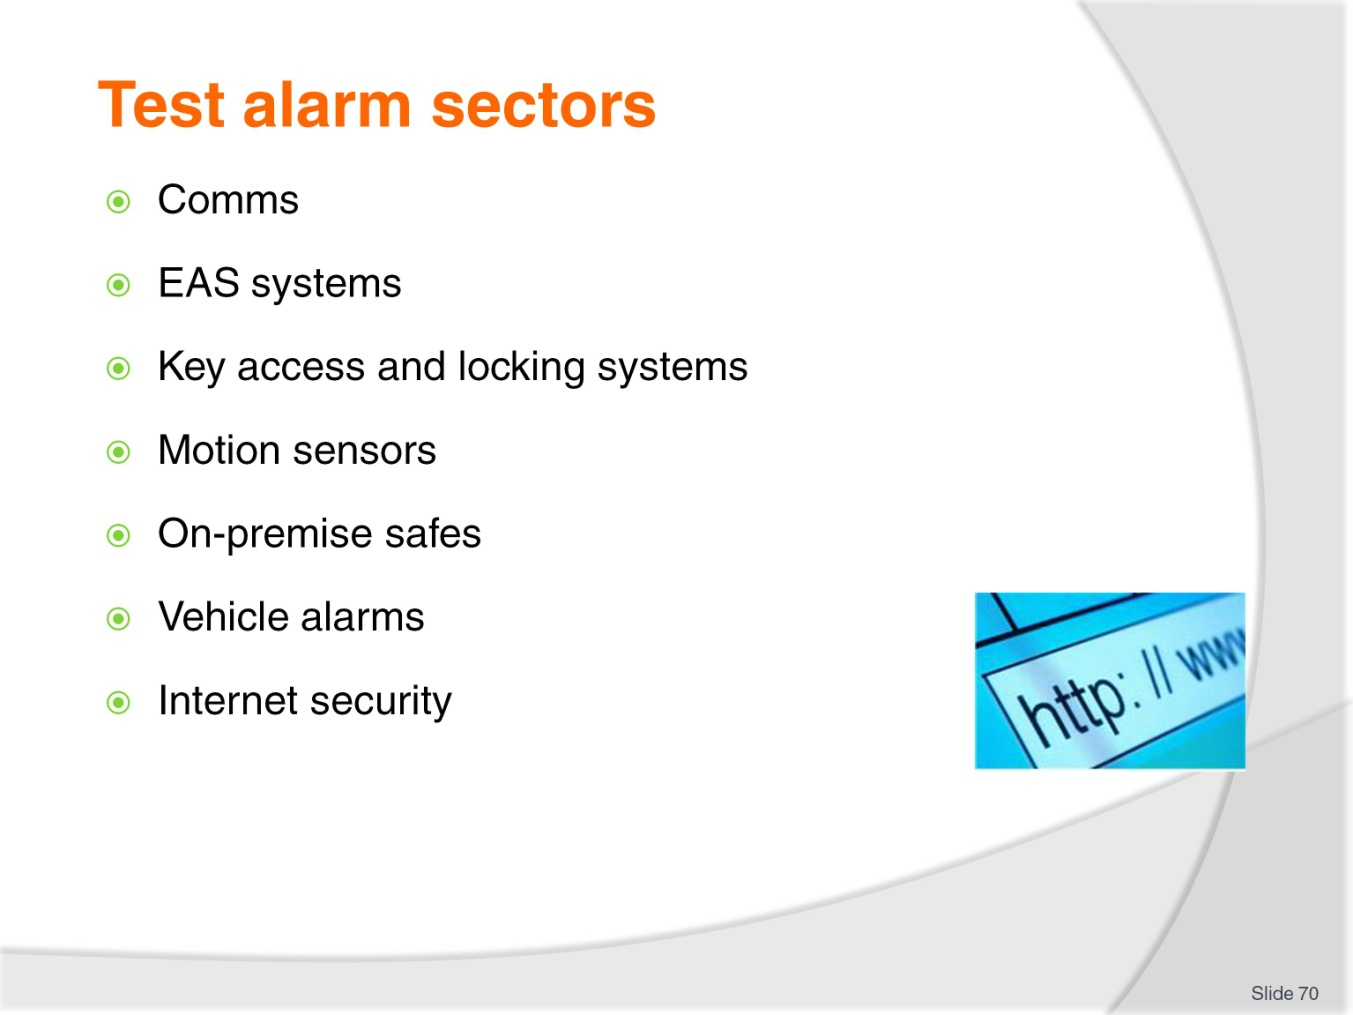 Test alarm sectors
Comms
EAS systems
Key access and locking systems
Motion sensors
On-premise safes
Vehicle alarms
Internet security
http: // www
Slide 70